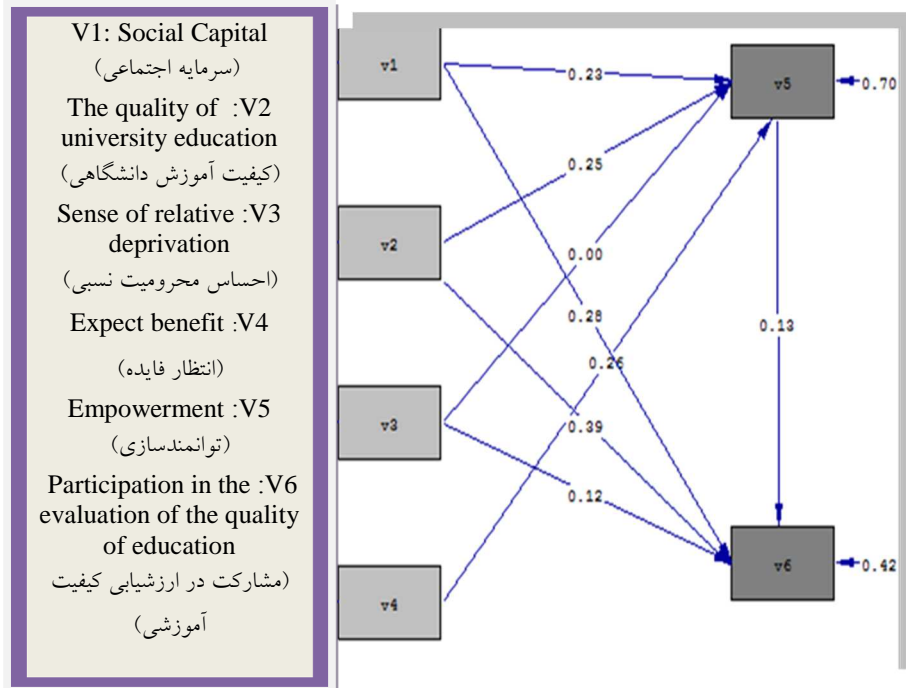 V1: Social Capital
(سرمایه اجتماعی)
The quality of :V2
university education
(کیفیت آموزش دانشگاهی)
Sense of relative :V3
deprivation
(احساس محرومیت نسبی)
Expect benefit :V4
(انتظار فایده)
Empowerment :V5
(توانمندسازی)
Participation in the :V6
evaluation of the quality
of education
(مشارکت در ارزشیابی کیفیت
آموزشی)
v1
0.23
v5
0.70
0.25
v2
0.00
0.28
0.13
0.26
v3
0.39
0.12
v6
0.42
v4